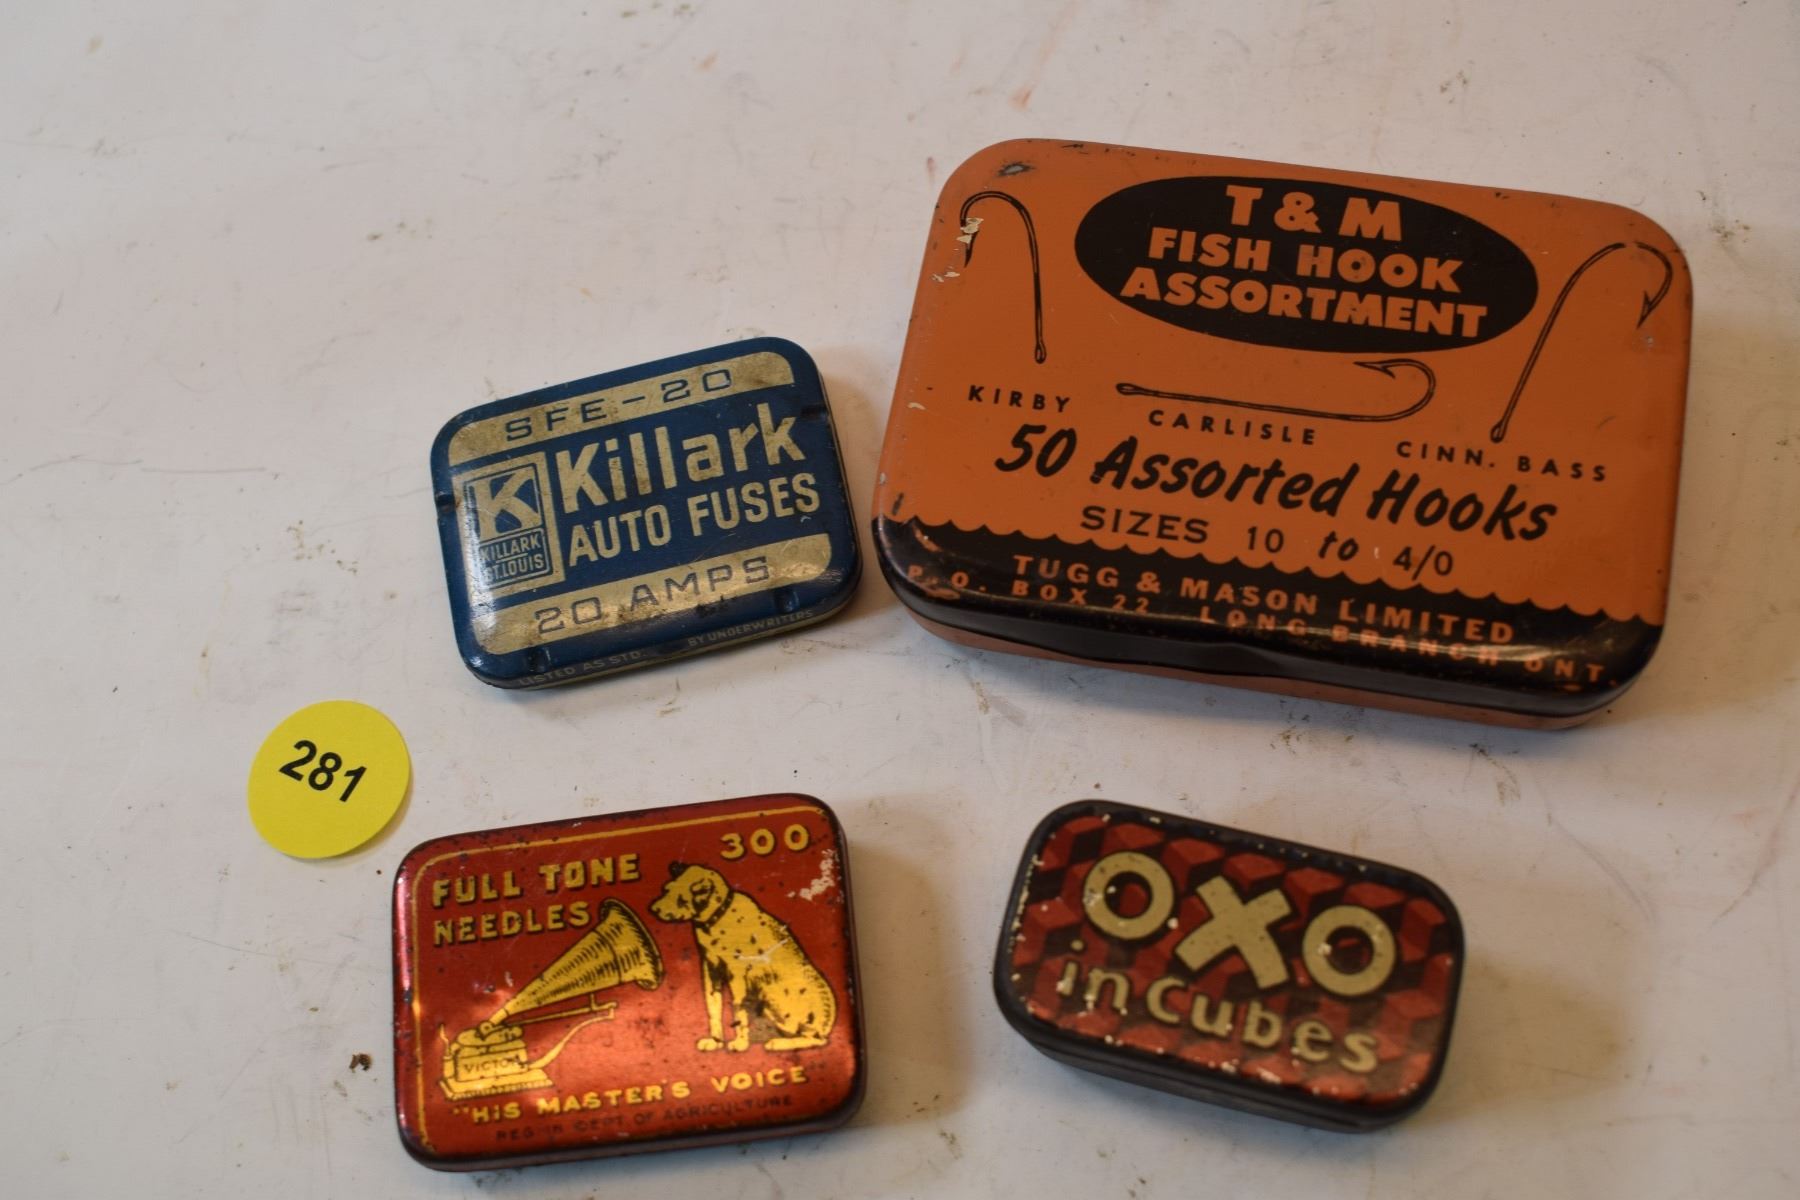 SFE-20
K
KILLARK
ST. LOUIS
Killark
AUTO FUSES
20 AMPS
LISTED AS STD. BY UNDERWRITERS
T & M
FISH HOOK
ASSORTMENT
KIRBY
CARLISLE
CINN. BASS
50 Assorted Hooks
SIZES 10 to 4/0
TUGG & MASON LIMITED
P.O. BOX 22 LONG BRANCH ONT.
281
300
FULL TONE
NEEDLES
VICTOR
"HIS MASTER'S VOICE
REG. IN DEPT. OF AGRICULTURE
OXO
in Cubes